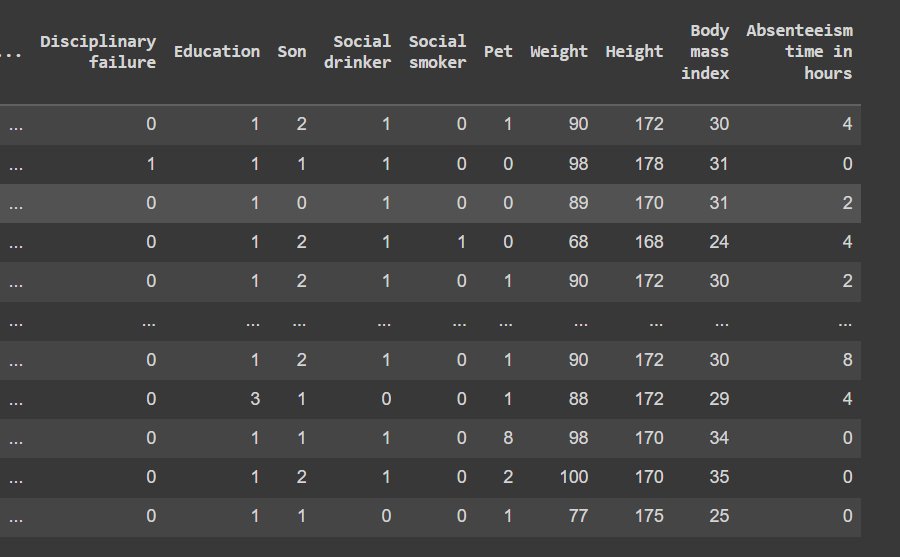 ... Disciplinary failure Education Son Social drinker Social smoker Pet Weight Height Body mass index Absenteeism time in hours
... 0 1 2 1 0 1 90 172 30 4
... 1 1 1 1 0 0 98 178 31 0
... 0 1 0 1 0 0 89 170 31 2
... 0 1 2 1 1 0 68 168 24 4
... 0 1 2 1 0 1 90 172 30 2
... ... ... ... ... ... ... ... ... ... ...
... 0 1 2 1 0 1 90 172 30 8
... 0 3 1 0 0 1 88 172 29 4
... 0 1 1 1 0 8 98 170 34 0
... 0 1 2 1 0 2 100 170 35 0
... 0 1 1 0 0 1 77 175 25 0